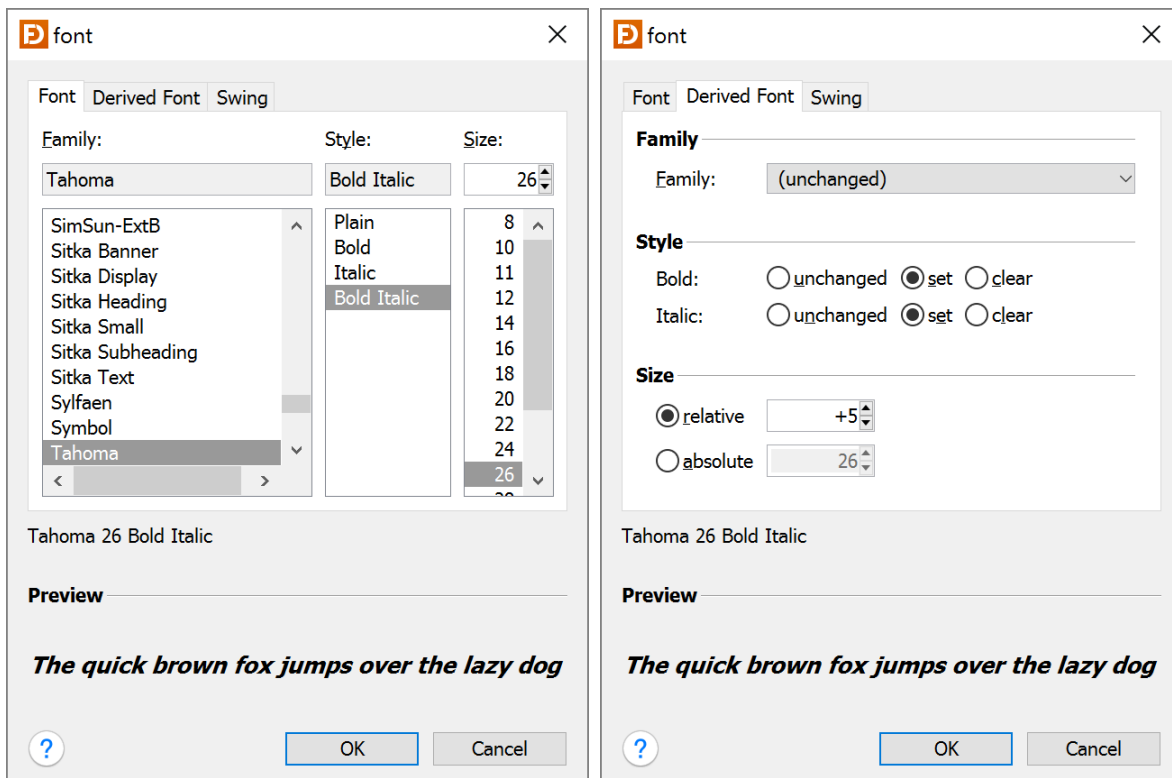 font
Font Derived Font Swing
Family: Style: Size:
Tahoma Bold Italic 26
SimSun-ExtB Plain 8
Sitka Banner Bold 10
Sitka Display Italic 11
Sitka Heading Bold Italic 12
Sitka Small 14
Sitka Subheading 16
Sitka Text 18
Sylfaen 20
Symbol 22
Tahoma 24
26
Tahoma 26 Bold Italic
Preview
The quick brown fox jumps over the lazy dog
? OK Cancel
font
Font Derived Font Swing
Family
Family: (unchanged)
Style
Bold: unchanged set clear
Italic: unchanged set clear
Size
relative +5
absolute 26
Tahoma 26 Bold Italic
Preview
The quick brown fox jumps over the lazy dog
? OK Cancel